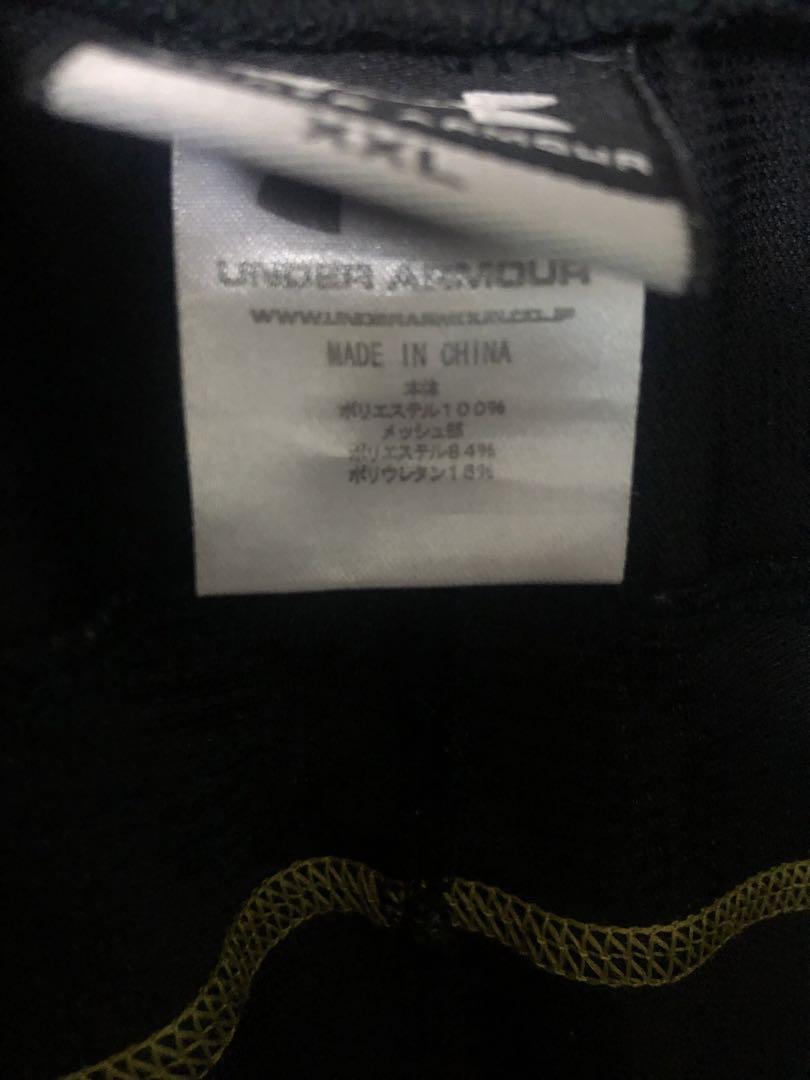 ARMOUR
XXL
UNDER ARMOUR
WWW.UNDERARMOUR.CO.JP
MADE IN CHINA
本体
ポリエステル100%
メッシュ部
ポリエステル84%
ポリウレタン16%